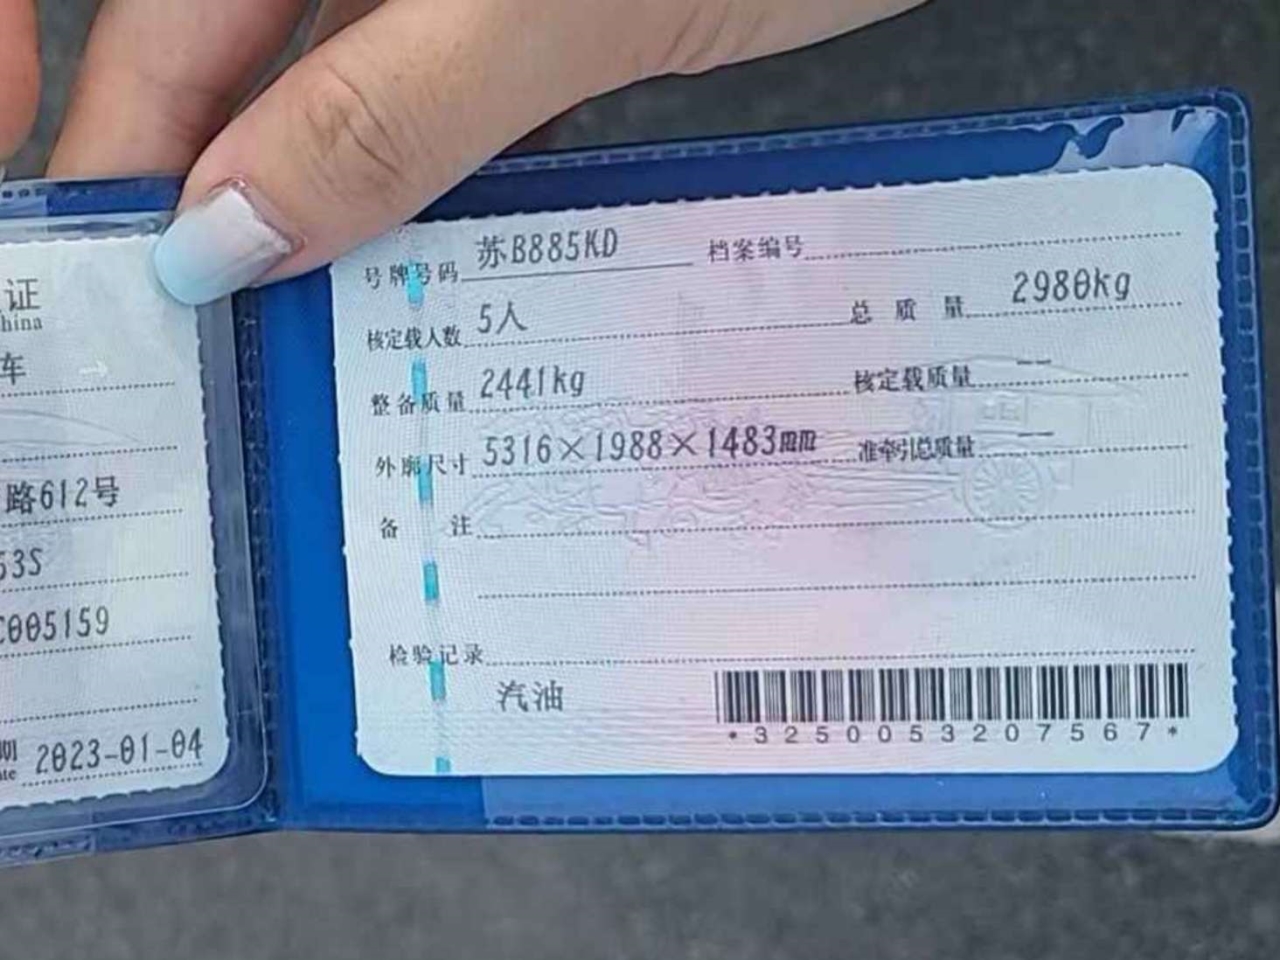 证
hina
车
路612号
53S
C005159
期 2023-01-04
ate
号牌号码 苏B885KD 档案编号
核定载人数 5人 总质量 2980kg
整备质量 2441kg 核定载质量 --
外廓尺寸 5316×1988×1483mm 准牵引总质量 --
备注
检验记录
汽油
*3250053207567*